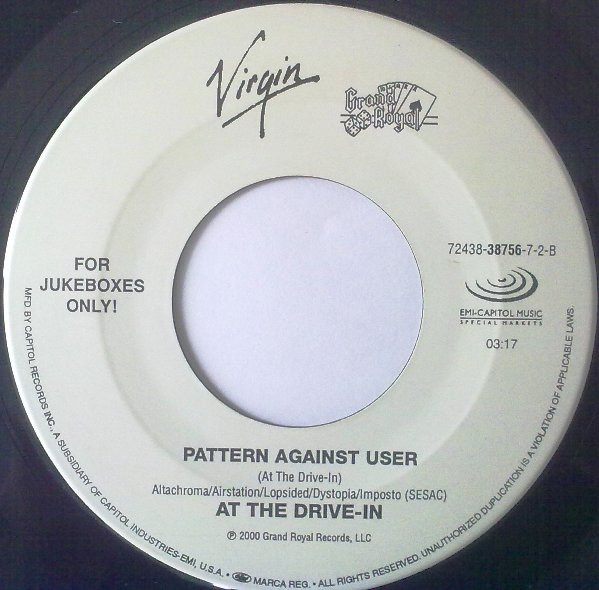 Virgin
Grand Royal
FOR
JUKEBOXES
ONLY!
72438-38756-7-2-B
EMI-CAPITOL MUSIC
SPECIAL MARKETS
03:17
PATTERN AGAINST USER
(At The Drive-In)
Altachroma/Airstation/Lopsided/Dystopia/Imposto (SESAC)
AT THE DRIVE-IN
℗ 2000 Grand Royal Records, LLC
MFD BY CAPITOL RECORDS INC., A SUBSIDIARY OF CAPITOL INDUSTRIES-EMI, U.S.A. • MARCA REG. • ALL RIGHTS RESERVED. UNAUTHORIZED DUPLICATION IS A VIOLATION OF APPLICABLE LAWS.